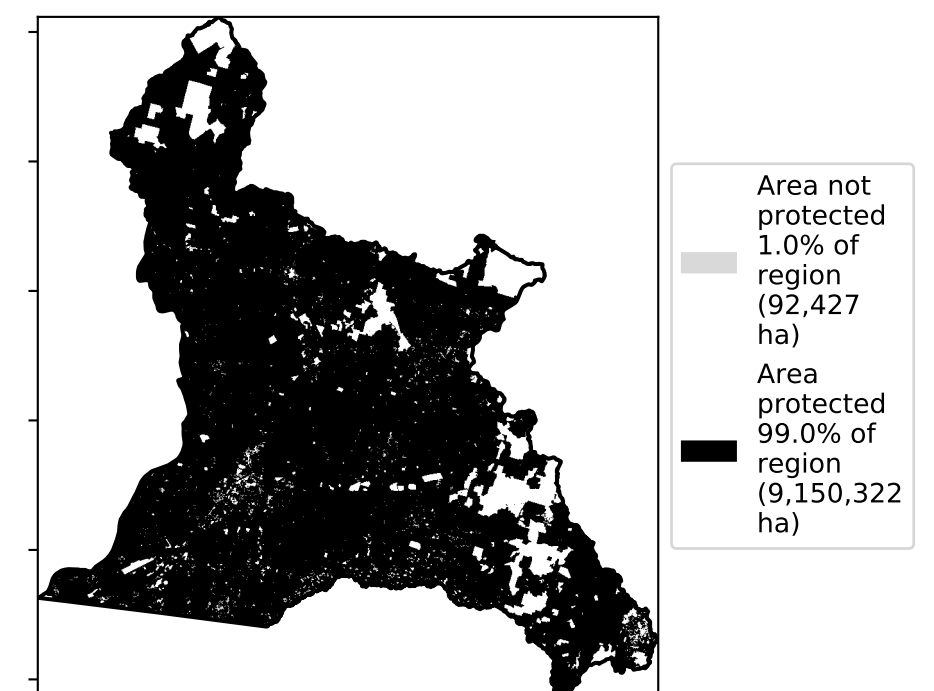 Area not
protected
1.0% of
region
(92,427
ha)
Area
protected
99.0% of
region
(9,150,322
ha)